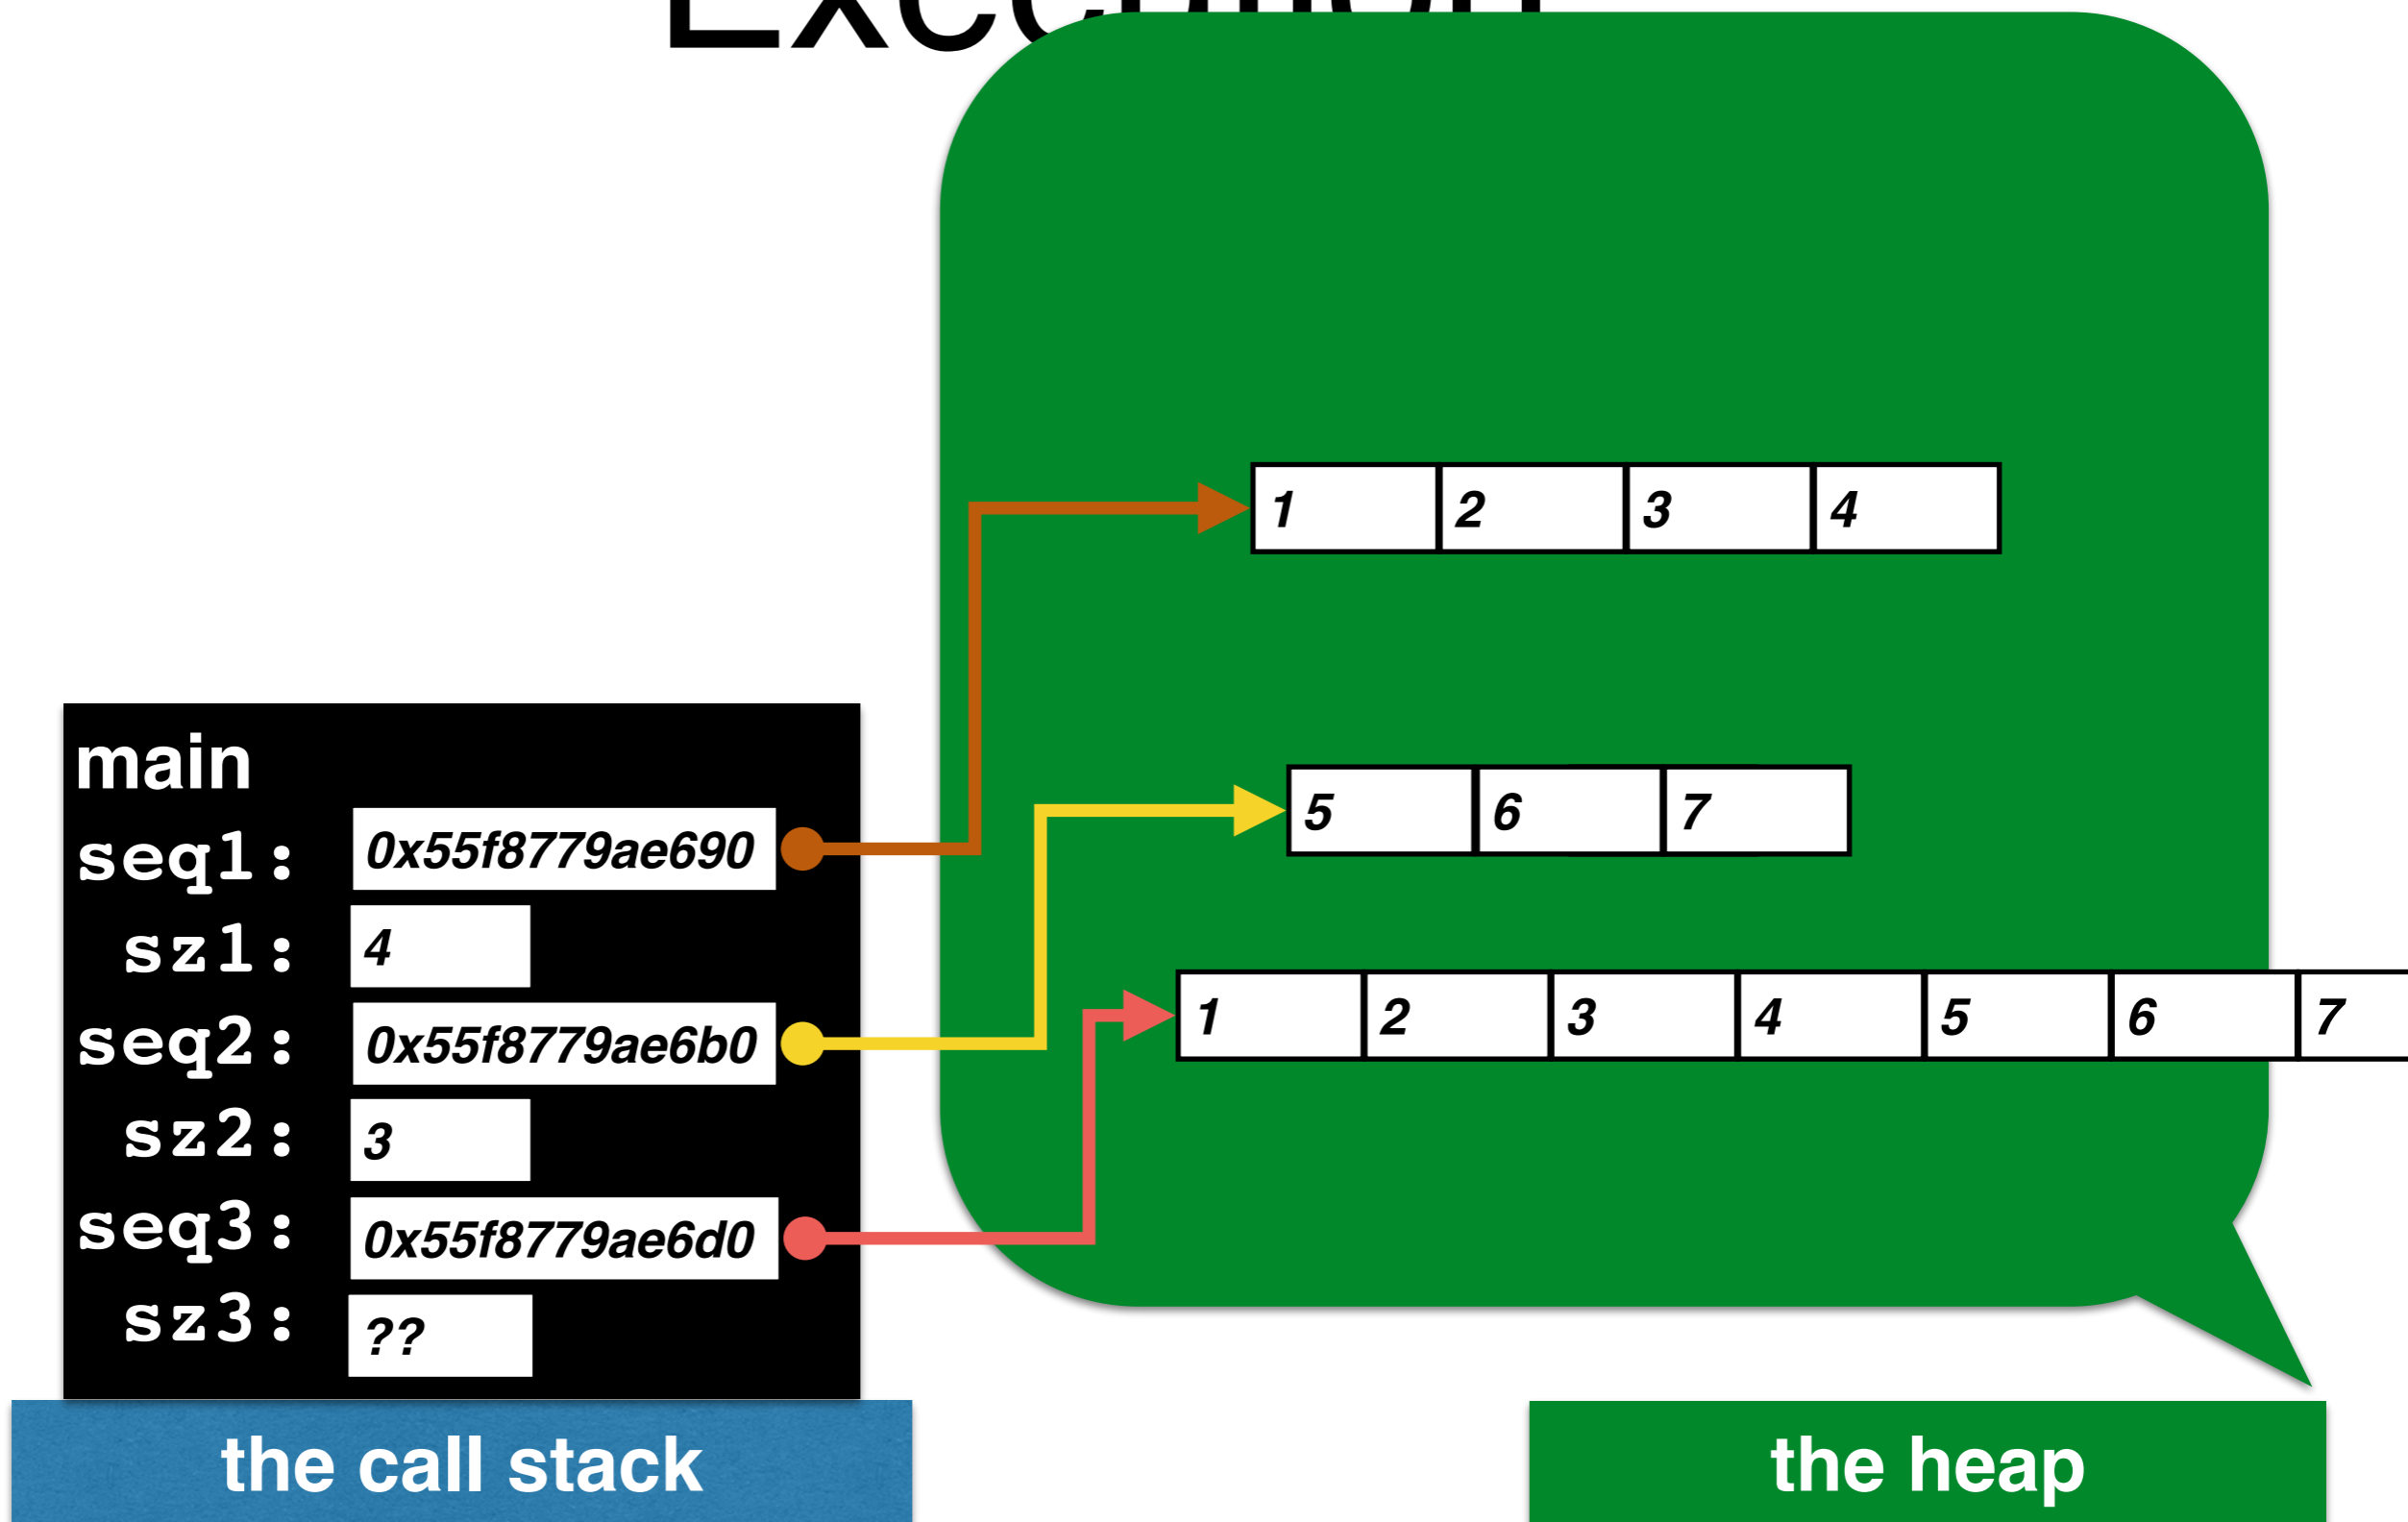 main
seq1: 0x55f8779ae690
sz1: 4
seq2: 0x55f8779ae6b0
sz2: 3
seq3: 0x55f8779ae6d0
sz3: ??
1 2 3 4
5 6 7
1 2 3 4 5 6 7
the call stack
the heap